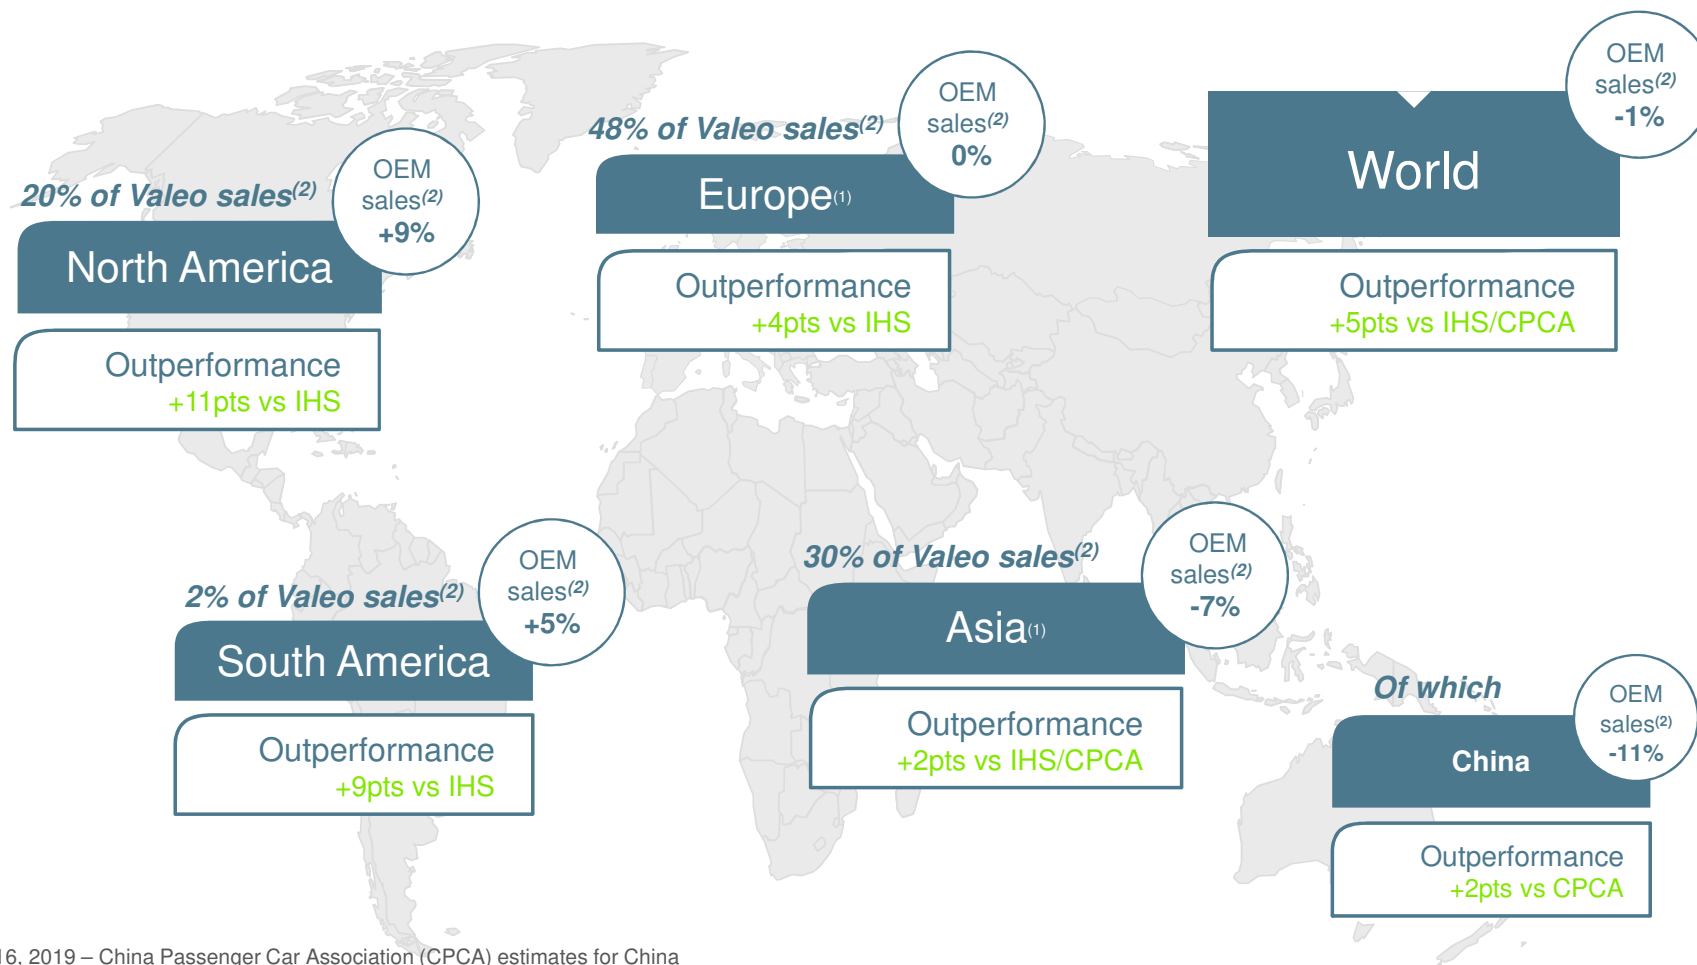 20% of Valeo sales(2)
OEM
sales(2)
+9%
North America
Outperformance
+11pts vs IHS
48% of Valeo sales(2)
OEM
sales(2)
0%
Europe(1)
Outperformance
+4pts vs IHS
OEM
sales(2)
-1%
World
Outperformance
+5pts vs IHS/CPCA
2% of Valeo sales(2)
OEM
sales(2)
+5%
South America
Outperformance
+9pts vs IHS
30% of Valeo sales(2)
OEM
sales(2)
-7%
Asia(1)
Outperformance
+2pts vs IHS/CPCA
Of which
OEM
sales(2)
-11%
China
Outperformance
+2pts vs CPCA
16, 2019 – China Passenger Car Association (CPCA) estimates for China